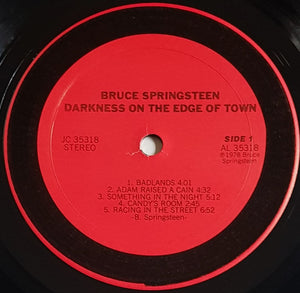 BRUCE SPRINGSTEEN
DARKNESS ON THE EDGE OF TOWN
JC 35318
STEREO
SIDE 1
AL 35318
℗1978 Bruce
Springsteen
1. BADLANDS 4:01
2. ADAM RAISED A CAIN 4:32
3. SOMETHING IN THE NIGHT 5:12
4. CANDY'S ROOM 2:45
5. RACING IN THE STREET 6:52
-B. Springsteen-